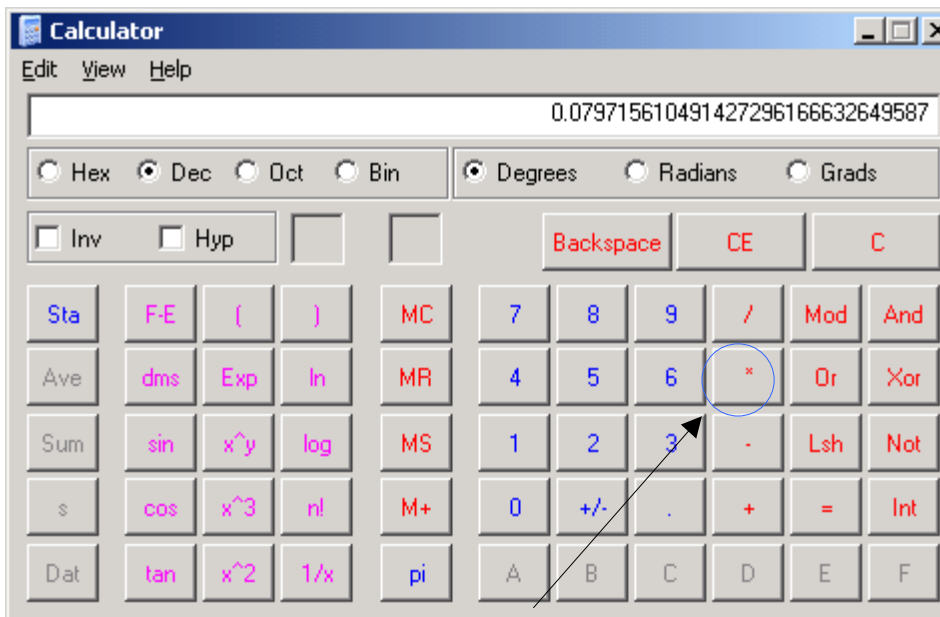 Calculator
Edit View Help
0.079715610491427296166632649587
Hex Dec Oct Bin Degrees Radians Grads
Inv Hyp Backspace CE C
Sta F-E ( ) MC 7 8 9 / Mod And
Ave dms Exp ln MR 4 5 6 * Or Xor
Sum sin x^y log MS 1 2 3 - Lsh Not
s cos x^3 n! M+ 0 +/- . + = Int
Dat tan x^2 1/x pi A B C D E F